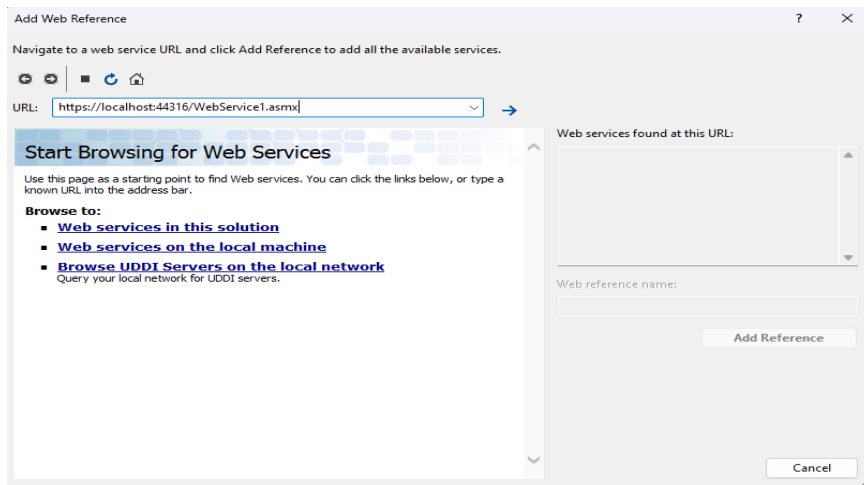 Add Web Reference
?
Navigate to a web service URL and click Add Reference to add all the available services.
URL: https://localhost:44316/WebService1.asmx
Start Browsing for Web Services
Use this page as a starting point to find Web services. You can click the links below, or type a
known URL into the address bar.
Browse to:
Web services in this solution
Web services on the local machine
Browse UDDI Servers on the local network
Query your local network for UDDI servers.
Web services found at this URL:
Web reference name:
Add Reference
Cancel